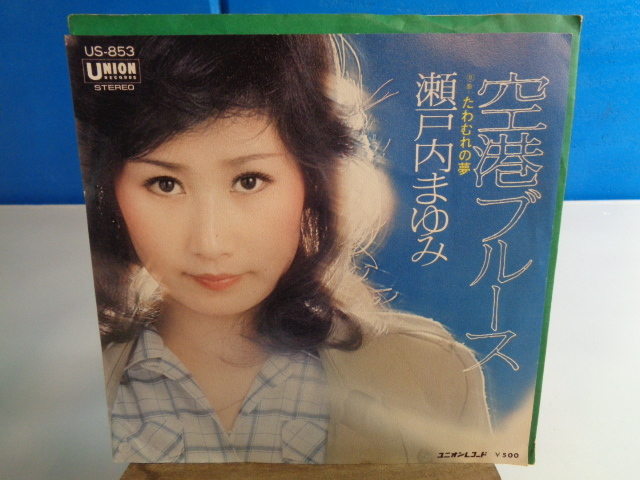 US-853
UNION
RECORDS
STEREO
空港ブルース
たわむれの夢
瀬戸内まゆみ
ユニオンレコード ¥500